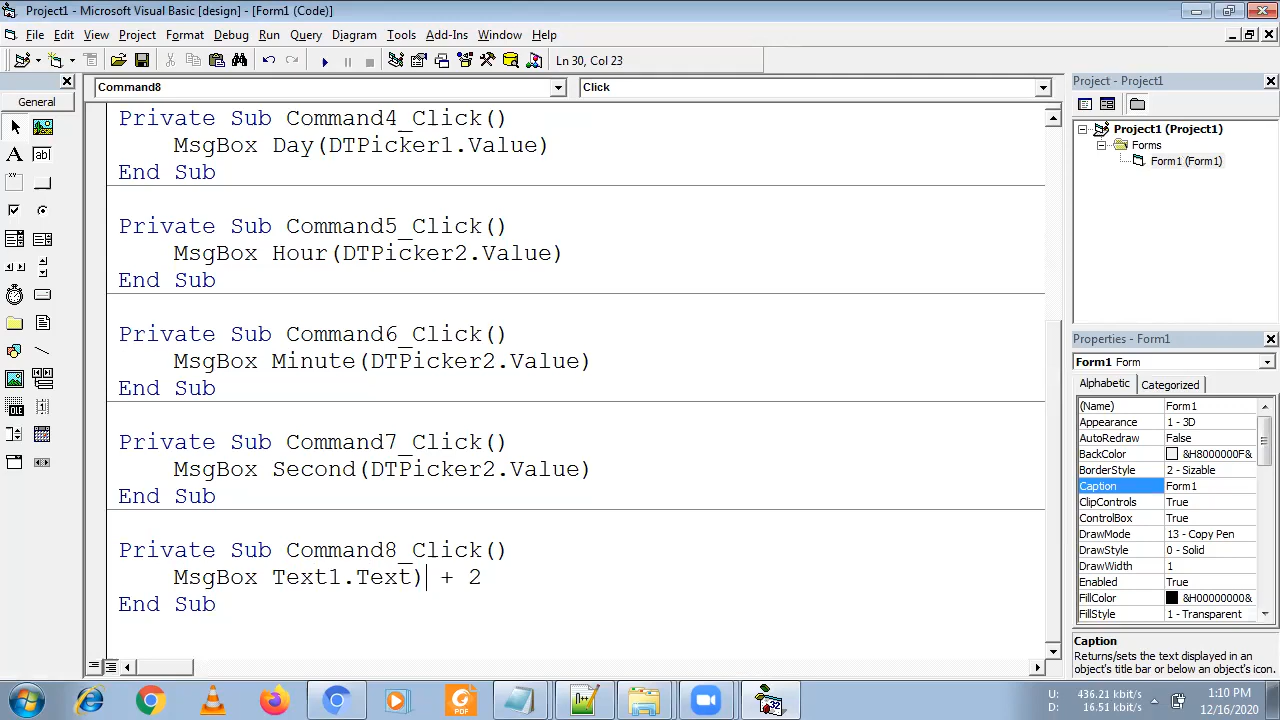 Project1 - Microsoft Visual Basic [design] - [Form1 (Code)]
File Edit View Project Format Debug Run Query Diagram Tools Add-Ins Window Help
Ln 30, Col 23
General
Command8
Click
Private Sub Command4_Click()
MsgBox Day(DTPicker1.Value)
End Sub
Private Sub Command5_Click()
MsgBox Hour(DTPicker2.Value)
End Sub
Private Sub Command6_Click()
MsgBox Minute(DTPicker2.Value)
End Sub
Private Sub Command7_Click()
MsgBox Second(DTPicker2.Value)
End Sub
Private Sub Command8_Click()
MsgBox Text1.Text) + 2
End Sub
Project - Project1
Project1 (Project1)
Forms
Form1 (Form1)
Properties - Form1
Form1 Form
Alphabetic Categorized
(Name) Form1
Appearance 1 - 3D
AutoRedraw False
BackColor &H8000000F&
BorderStyle 2 - Sizable
Caption Form1
ClipControls True
ControlBox True
DrawMode 13 - Copy Pen
DrawStyle 0 - Solid
DrawWidth 1
Enabled True
FillColor &H00000000&
FillStyle 1 - Transparent
Caption
Returns/sets the text displayed in an
object's title bar or below an object's icon.
U: 436.21 kbit/s
D: 16.51 kbit/s
1:10 PM
12/16/2020